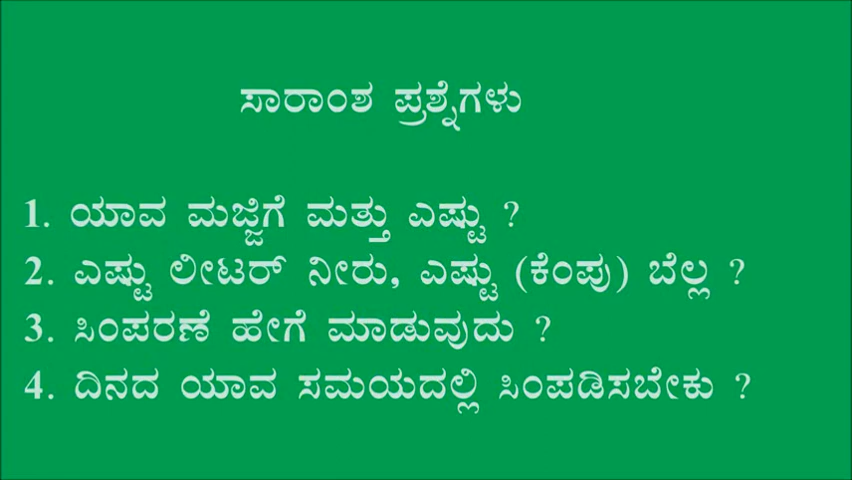 ಸಾರಾಂಶ ಪ್ರಶ್ನೆಗಳು
1. ಯಾವ ಮಜ್ಜಿಗೆ ಮತ್ತು ಎಷ್ಟು ?
2. ಎಷ್ಟು ಲೀಟರ್ ನೀರು, ಎಷ್ಟು (ಕೆಂಪು) ಬೆಲ್ಲ ?
3. ಸಿಂಪರಣೆ ಹೇಗೆ ಮಾಡುವುದು ?
4. ದಿನದ ಯಾವ ಸಮಯದಲ್ಲಿ ಸಿಂಪಡಿಸಬೇಕು ?